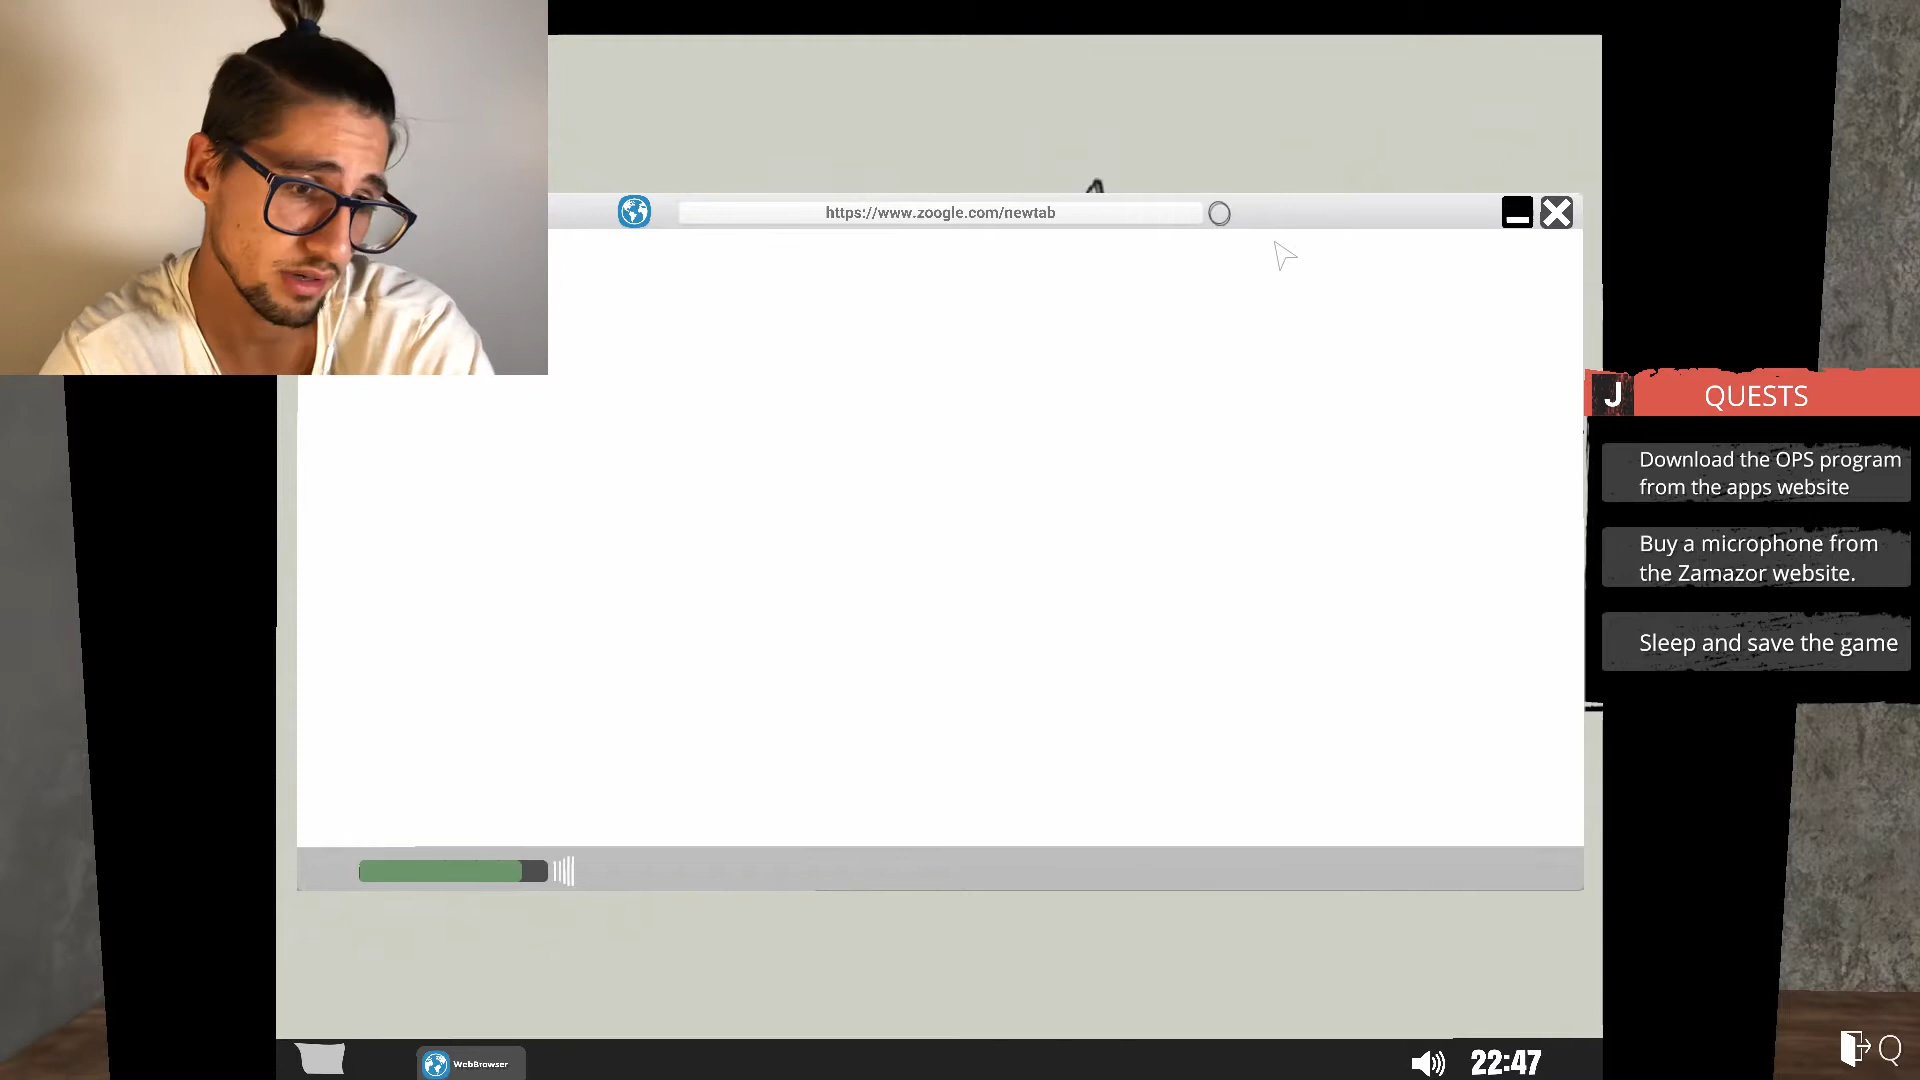 https://www.zoogle.com/newtab
J QUESTS
Download the OPS program
from the apps website
Buy a microphone from
the Zamazor website.
Sleep and save the game
WebBrowser
22:47
Q